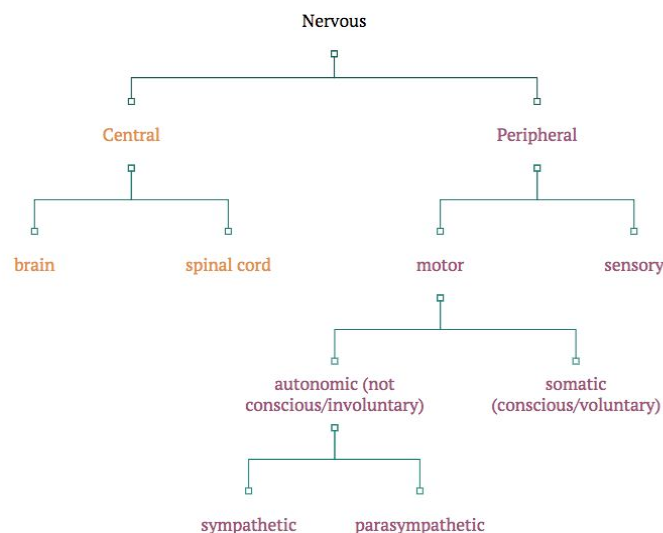 Nervous
Central
Peripheral
brain
spinal cord
motor
sensory
autonomic (not
conscious/involuntary)
somatic
(conscious/voluntary)
sympathetic
parasympathetic